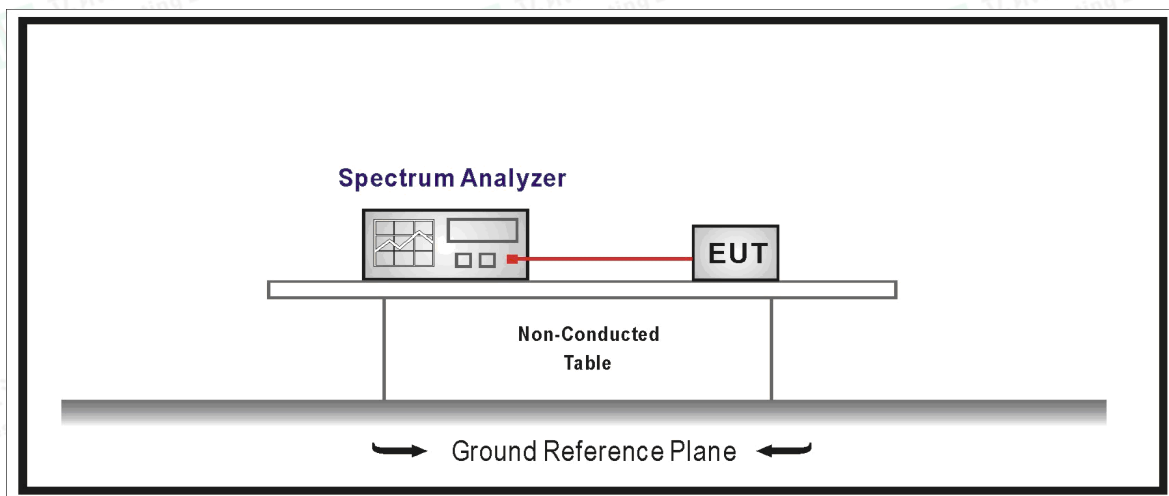 Spectrum Analyzer
EUT
Non-Conducted
Table
Ground Reference Plane